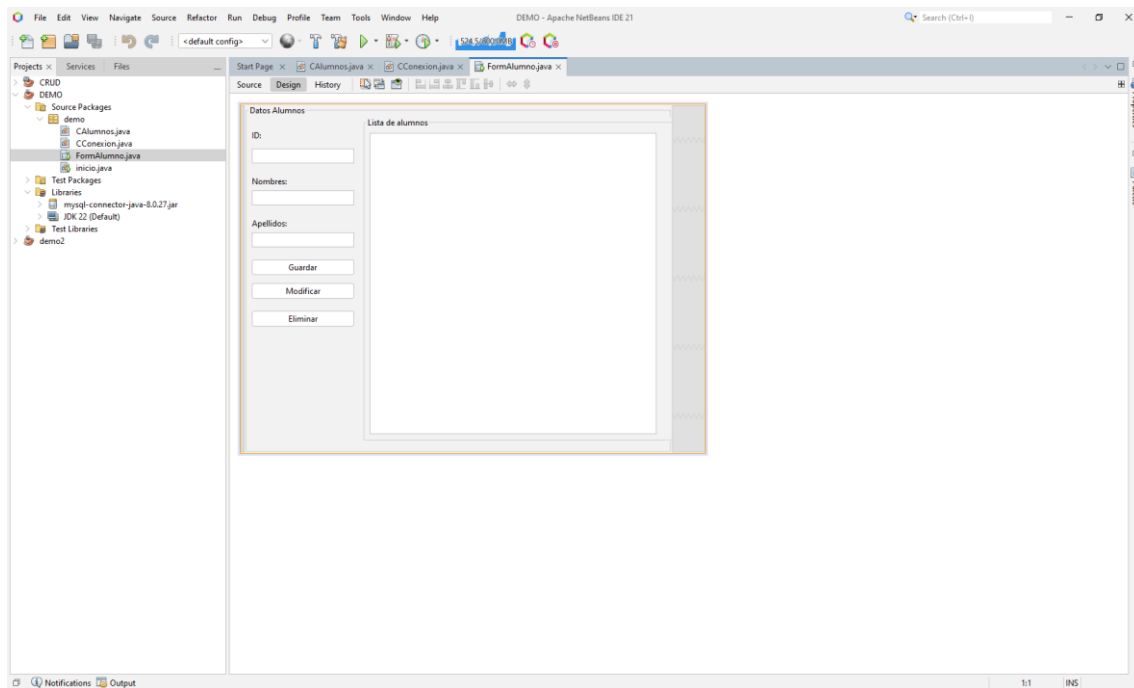 File Edit View Navigate Source Refactor Run Debug Profile Team Tools Window Help DEMO - Apache NetBeans IDE 21 Search (Ctrl+I)
<default config>
Projects Services Files
Start Page CAlumnos.java CConexion.java FormAlumno.java
Source Design History
CRUD
DEMO
Source Packages
demo
CAlumnos.java
CConexion.java
FormAlumno.java
inicio.java
Test Packages
Libraries
mysql-connector-java-8.0.27.jar
JDK 22 (Default)
Test Libraries
demo2
Datos Alumnos
Lista de alumnos
ID:
Nombres:
Apellidos:
Guardar
Modificar
Eliminar
Notifications Output 1:1 INS